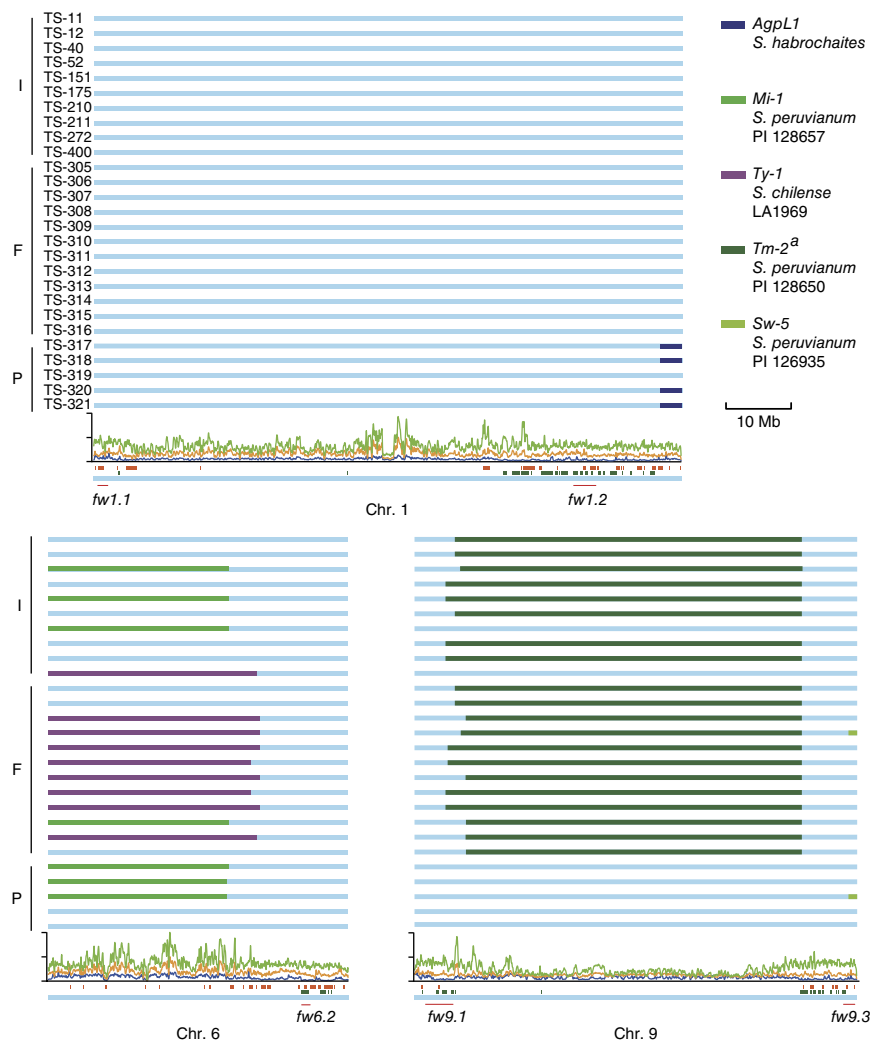 TS-11
TS-12
TS-40
TS-52
TS-151
TS-175
TS-210
TS-211
TS-272
TS-400
I
TS-305
TS-306
TS-307
TS-308
TS-309
TS-310
TS-311
TS-312
TS-313
TS-314
TS-315
TS-316
F
TS-317
TS-318
TS-319
TS-320
TS-321
P
fw1.1
fw1.2
Chr. 1
AgpL1
S. habrochaites
Mi-1
S. peruvianum
PI 128657
Ty-1
S. chilense
LA1969
Tm-2a
S. peruvianum
PI 128650
Sw-5
S. peruvianum
PI 126935
10 Mb
I
F
P
fw6.2
Chr. 6
I
F
P
fw9.1
fw9.3
Chr. 9